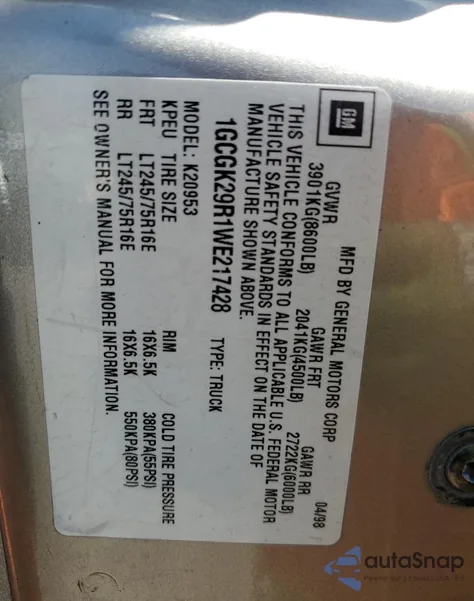 GM
MFD BY GENERAL MOTORS CORP 04/98
GVWR GAWR FRT GAWR RR
3901KG(8600LB) 2041KG(4500LB) 2722KG(6000LB)
THIS VEHICLE CONFORMS TO ALL APPLICABLE U.S. FEDERAL MOTOR
VEHICLE SAFETY STANDARDS IN EFFECT ON THE DATE OF
MANUFACTURE SHOWN ABOVE.
1GCGK29R1WE217428 TYPE: TRUCK
MODEL: K20953
KPEU TIRE SIZE RIM COLD TIRE PRESSURE
FRT LT245/75R16E 16X6.5K 380KPA(55PSI)
RR LT245/75R16E 16X6.5K 550KPA(80PSI)
SEE OWNER'S MANUAL FOR MORE INFORMATION.
autaSnap